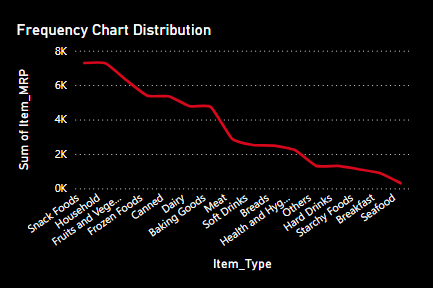 Frequency Chart Distribution
8K
6K
4K
2K
0K
Sum of Item_MRP
Snack Foods
Household
Fruits and Vege...
Frozen Foods
Canned
Dairy
Baking Goods
Meat
Soft Drinks
Breads
Health and Hyg...
Others
Hard Drinks
Starchy Foods
Breakfast
Seafood
Item_Type